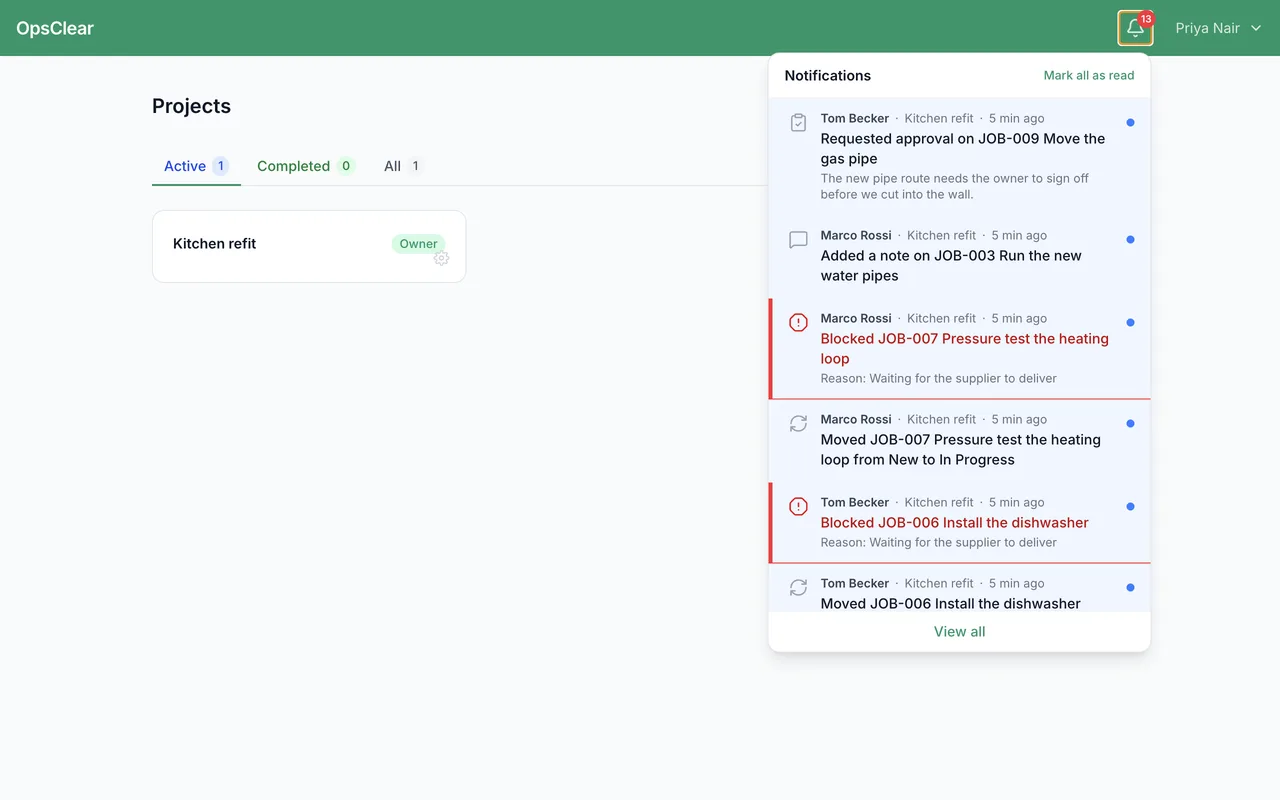 OpsClear
13
Priya Nair
Notifications
Mark all as read
Projects
Active 1
Completed 0
All 1
Kitchen refit
Owner
Tom Becker · Kitchen refit · 5 min ago
Requested approval on JOB-009 Move the
gas pipe
The new pipe route needs the owner to sign off
before we cut into the wall.
Marco Rossi · Kitchen refit · 5 min ago
Added a note on JOB-003 Run the new
water pipes
Marco Rossi · Kitchen refit · 5 min ago
Blocked JOB-007 Pressure test the heating
loop
Reason: Waiting for the supplier to deliver
Marco Rossi · Kitchen refit · 5 min ago
Moved JOB-007 Pressure test the heating
loop from New to In Progress
Tom Becker · Kitchen refit · 5 min ago
Blocked JOB-006 Install the dishwasher
Reason: Waiting for the supplier to deliver
Tom Becker · Kitchen refit · 5 min ago
Moved JOB-006 Install the dishwasher
View all